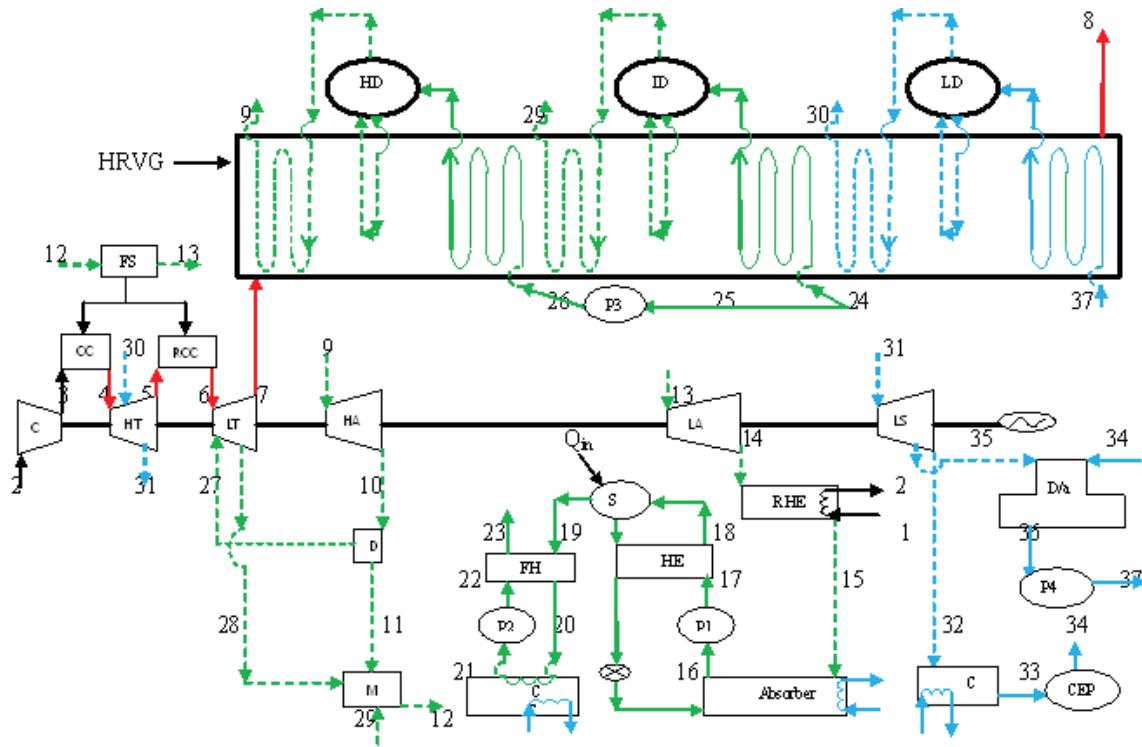 8
HD
ID
LD
9
29
30
HRVG
12
FS
13
26
P3
25
24
37
CC
30
RCC
9
31
3
4
5
6
7
13
C
HT
LT
HA
LA
LS
35
34
2
31
27
10
Qin
14
D/a
S
RHE
2
23
19
18
1
36
D
FH
HE
22
17
15
P4
37
28
11
P2
20
P1
32
34
21
16
33
M
C
Absorber
C
CEP
29
12